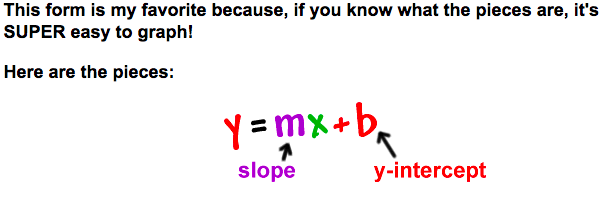 This form is my favorite because, if you know what the pieces are, it's
SUPER easy to graph!
Here are the pieces:
y = mx + b
slope
y-intercept